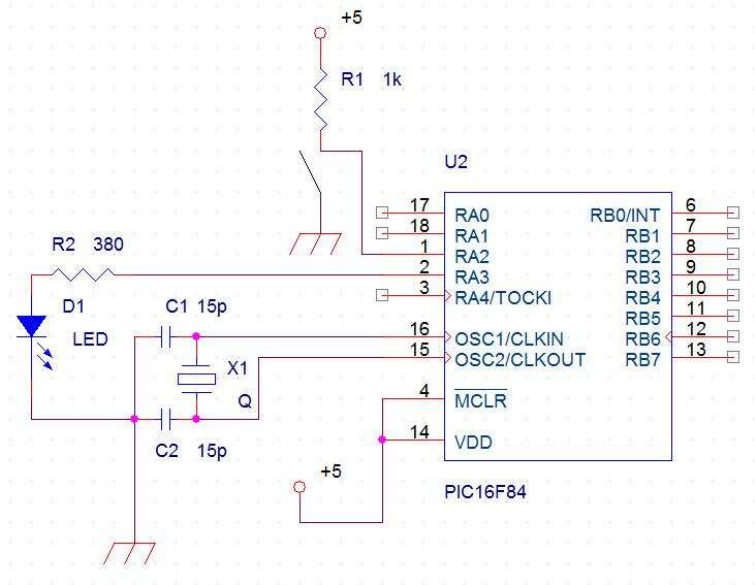 +5
R1 1k
U2
17 RA0 RB0/INT 6
18 RA1 RB1 7
1 RA2 RB2 8
R2 380
2 RA3 RB3 9
3 RA4/TOCKI RB4 10
D1 C1 15p
RB5 11
LED
16 OSC1/CLKIN RB6 12
15 OSC2/CLKOUT RB7 13
X1
Q
4 MCLR
C2 15p
14 VDD
+5
PIC16F84